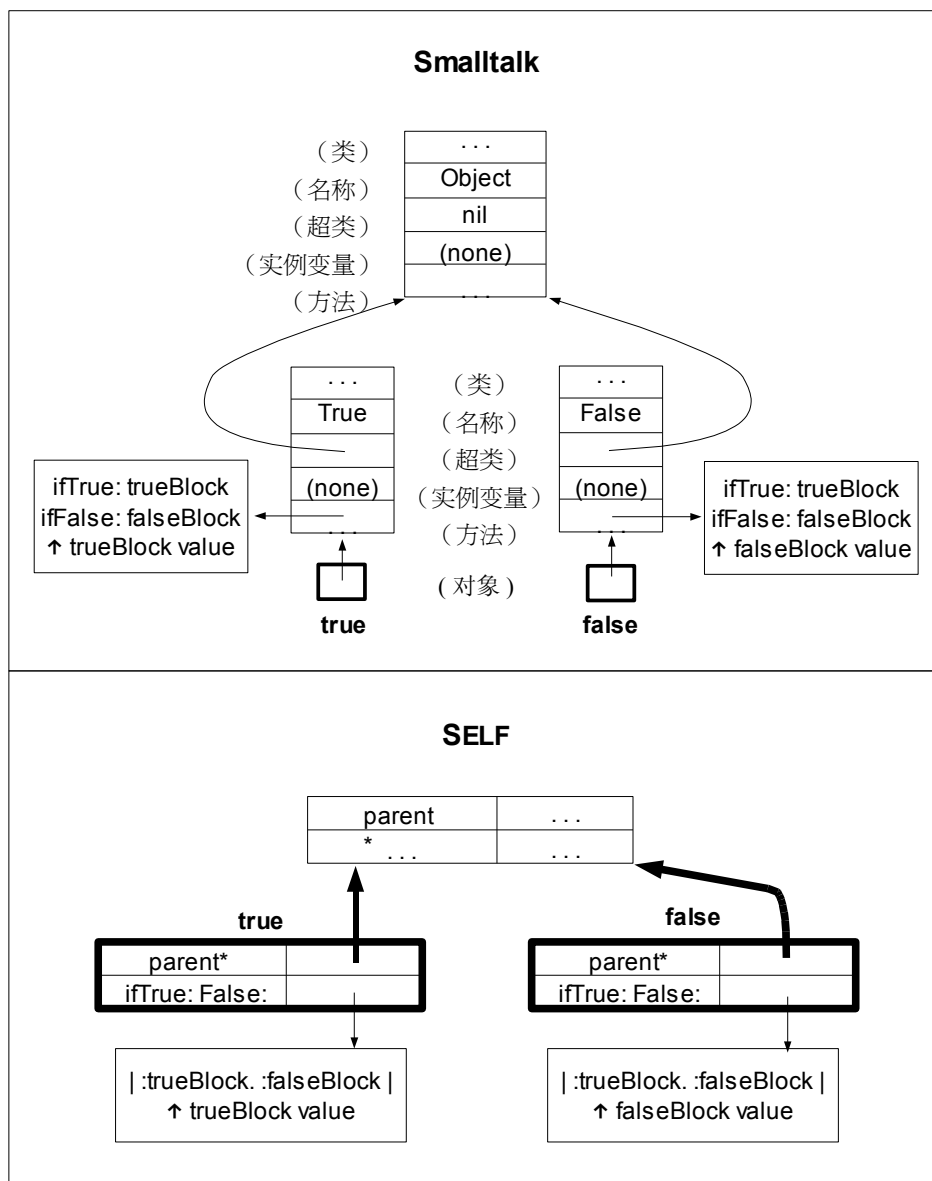 Smalltalk
（类） . . .
（名称） Object
（超类） nil
（实例变量） (none)
（方法） . . .
. . . （类） . . .
True （名称） False
（超类）
(none) （实例变量） (none)
. . . （方法） . . .
ifTrue: trueBlock
ifFalse: falseBlock
↑ trueBlock value
ifTrue: trueBlock
ifFalse: falseBlock
↑ falseBlock value
( 对象 )
true false
SELF
parent . . .
* . . . . . .
true false
parent*
ifTrue: False:
parent*
ifTrue: False:
| :trueBlock. :falseBlock |
↑ trueBlock value
| :trueBlock. :falseBlock |
↑ falseBlock value